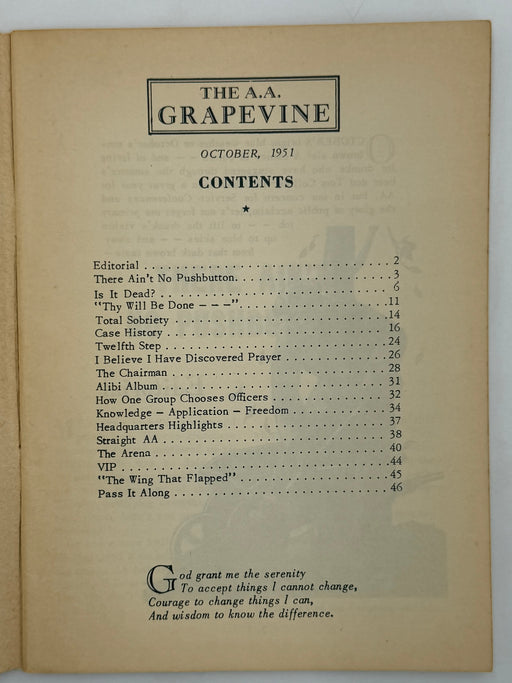 THE A.A.
GRAPEVINE
OCTOBER, 1951
CONTENTS
Editorial . . . . . . . . . . . . . . . . . . . . . . . . . . . . 2
There Ain't No Pushbutton. . . . . . . . . . . . . . . . . . 3
Is It Dead? . . . . . . . . . . . . . . . . . . . . . . . . . . . 6
"Thy Will Be Done – – –". . . . . . . . . . . . . . . . . . .11
Total Sobriety . . . . . . . . . . . . . . . . . . . . . . . . .14
Case History . . . . . . . . . . . . . . . . . . . . . . . . . 16
Twelfth Step . . . . . . . . . . . . . . . . . . . . . . . . . 24
I Believe I Have Discovered Prayer . . . . . . . . . . . . 26
The Chairman . . . . . . . . . . . . . . . . . . . . . . . . 28
Alibi Album . . . . . . . . . . . . . . . . . . . . . . . . . 31
How One Group Chooses Officers . . . . . . . . . . . . . 32
Knowledge – Application – Freedom . . . . . . . . . . . 34
Headquarters Highlights . . . . . . . . . . . . . . . . . . 37
Straight AA . . . . . . . . . . . . . . . . . . . . . . . . . 38
The Arena . . . . . . . . . . . . . . . . . . . . . . . . . . 40
VIP . . . . . . . . . . . . . . . . . . . . . . . . . . . . . .44
"The Wing That Flapped" . . . . . . . . . . . . . . . . . .45
Pass It Along . . . . . . . . . . . . . . . . . . . . . . . . 46
God grant me the serenity
To accept things I cannot change,
Courage to change things I can,
And wisdom to know the difference.